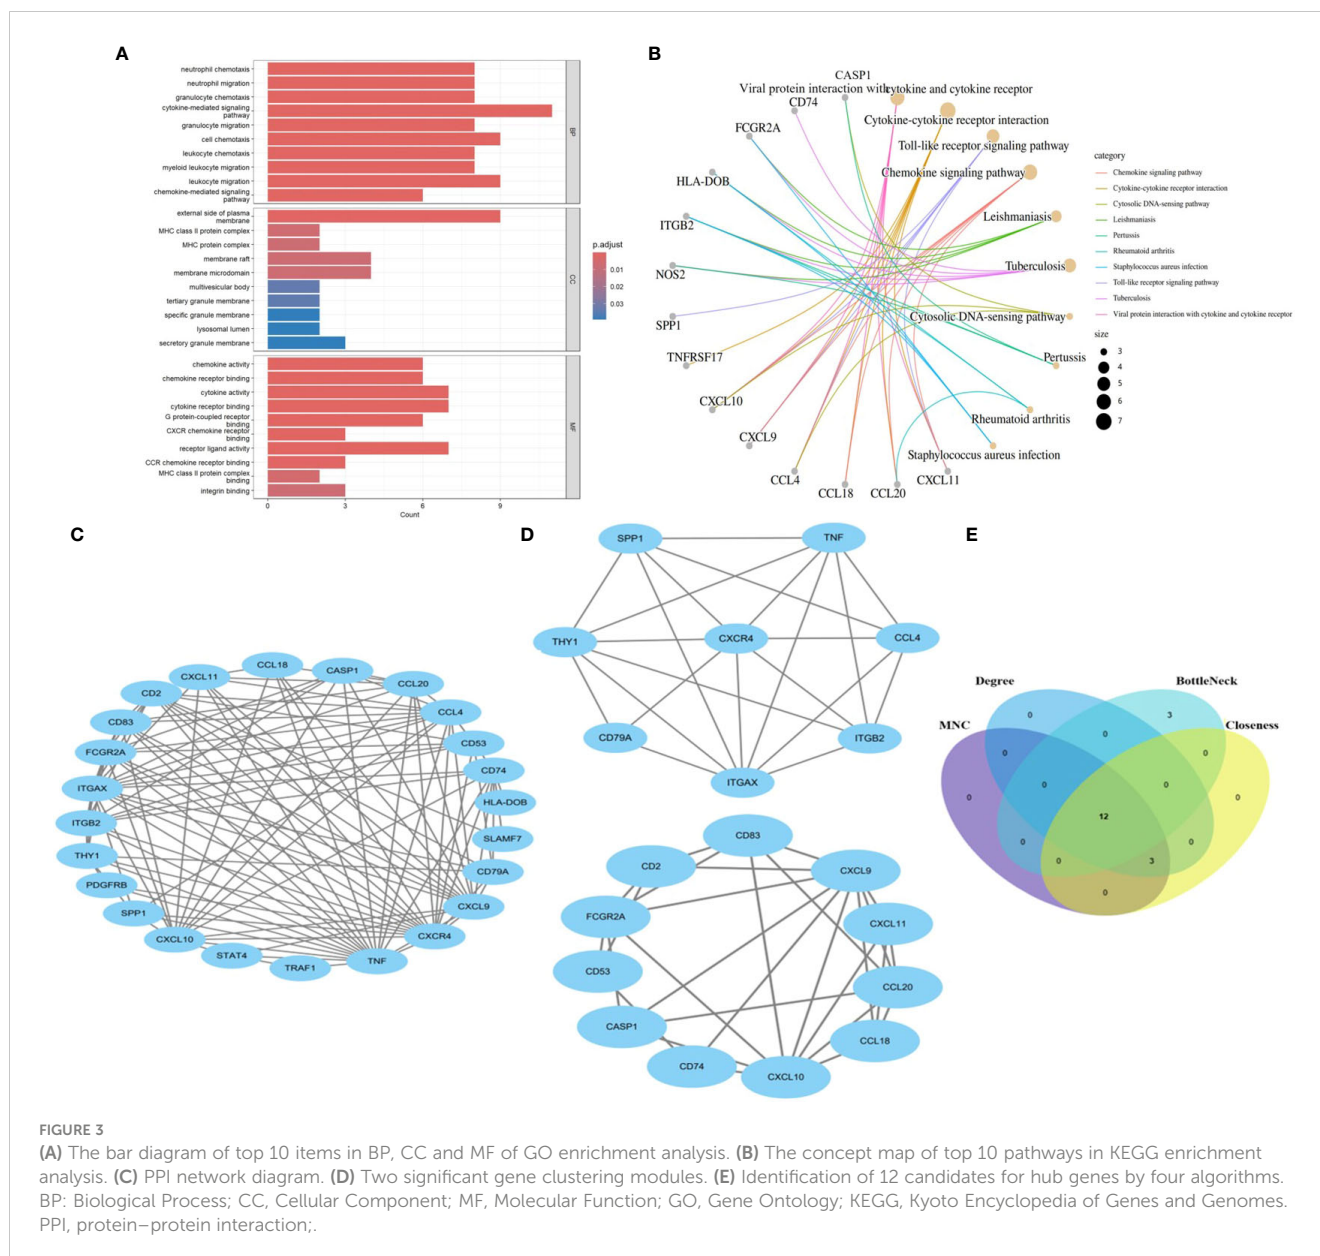 A
neutrophil chemotaxis
neutrophil migration
granulocyte chemotaxis
cytokine-mediated signaling
pathway
granulocyte migration
cell chemotaxis
leukocyte chemotaxis
myeloid leukocyte migration
leukocyte migration
chemokine-mediated signaling
pathway
BP
external side of plasma
membrane
MHC class II protein complex
MHC protein complex
membrane raft
membrane microdomain
multivesicular body
tertiary granule membrane
specific granule membrane
lysosomal lumen
secretory granule membrane
CC
chemokine activity
chemokine receptor binding
cytokine activity
cytokine receptor binding
G protein-coupled receptor
binding
CXCR chemokine receptor
binding
receptor ligand activity
CCR chemokine receptor binding
MHC class II protein complex
binding
integrin binding
MF
0 3 6 9
Count
p.adjust
0.01
0.02
0.03
B
CASP1
Viral protein interaction with cytokine and cytokine receptor
CD74
Cytokine-cytokine receptor interaction
FCGR2A
Toll-like receptor signaling pathway
HLA-DOB
Chemokine signaling pathway
ITGB2
Leishmaniasis
NOS2
Tuberculosis
SPP1
Cytosolic DNA-sensing pathway
TNFRSF17
Pertussis
CXCL10
Rheumatoid arthritis
CXCL9
Staphylococcus aureus infection
CCL4
CCL18
CCL20
CXCL11
category
Chemokine signaling pathway
Cytokine-cytokine receptor interaction
Cytosolic DNA-sensing pathway
Leishmaniasis
Pertussis
Rheumatoid arthritis
Staphylococcus aureus infection
Toll-like receptor signaling pathway
Tuberculosis
Viral protein interaction with cytokine and cytokine receptor
size
3
4
5
6
7
C
CCL18
CASP1
CXCL11
CCL20
CD2
CCL4
CD83
CD53
FCGR2A
CD74
ITGAX
HLA-DOB
ITGB2
SLAMF7
THY1
CD79A
PDGFRB
CXCL9
SPP1
CXCL10
CXCR4
STAT4
TNF
TRAF1
D
SPP1
TNF
THY1
CXCR4
CCL4
CD79A
ITGB2
ITGAX
CD83
CD2
CXCL9
FCGR2A
CXCL11
CD53
CCL20
CASP1
CCL18
CD74
CXCL10
E
Degree
BottleNeck
MNC
Closeness
0
3
0
0
0
0
0
0
0
12
0
0
0
3
0
FIGURE 3
(A) The bar diagram of top 10 items in BP, CC and MF of GO enrichment analysis. (B) The concept map of top 10 pathways in KEGG enrichment
analysis. (C) PPI network diagram. (D) Two significant gene clustering modules. (E) Identification of 12 candidates for hub genes by four algorithms.
BP: Biological Process; CC, Cellular Component; MF, Molecular Function; GO, Gene Ontology; KEGG, Kyoto Encyclopedia of Genes and Genomes.
PPI, protein–protein interaction;.